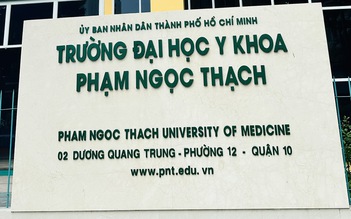 ỦY BAN NHÂN DÂN THÀNH PHỐ HỒ CHÍ MINH
TRƯỜNG ĐẠI HỌC Y KHOA
PHẠM NGỌC THẠCH
PHAM NGOC THACH UNIVERSITY OF MEDICINE
02 DƯƠNG QUANG TRUNG - PHƯỜNG 12 - QUẬN 10
www.pnt.edu.vn